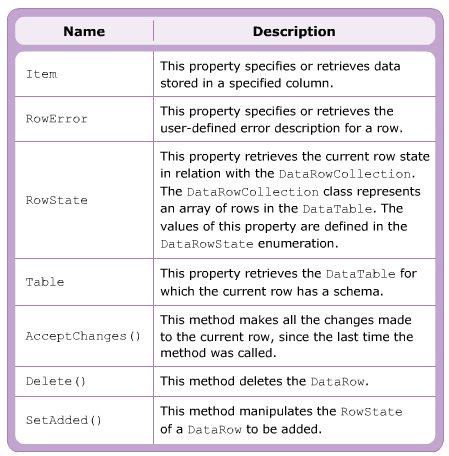 Name Description
Item
This property specifies or retrieves data
stored in a specified column.
RowError
This property specifies or retrieves the
user-defined error description for a row.
RowState
This property retrieves the current row state
in relation with the DataRowCollection.
The DataRowCollection class represents
an array of rows in the DataTable. The
values of this property are defined in the
DataRowState enumeration.
Table
This property retrieves the DataTable for
which the current row has a schema.
AcceptChanges()
This method makes all the changes made
to the current row, since the last time the
method was called.
Delete()
This method deletes the DataRow.
SetAdded()
This method manipulates the RowState
of a DataRow to be added.